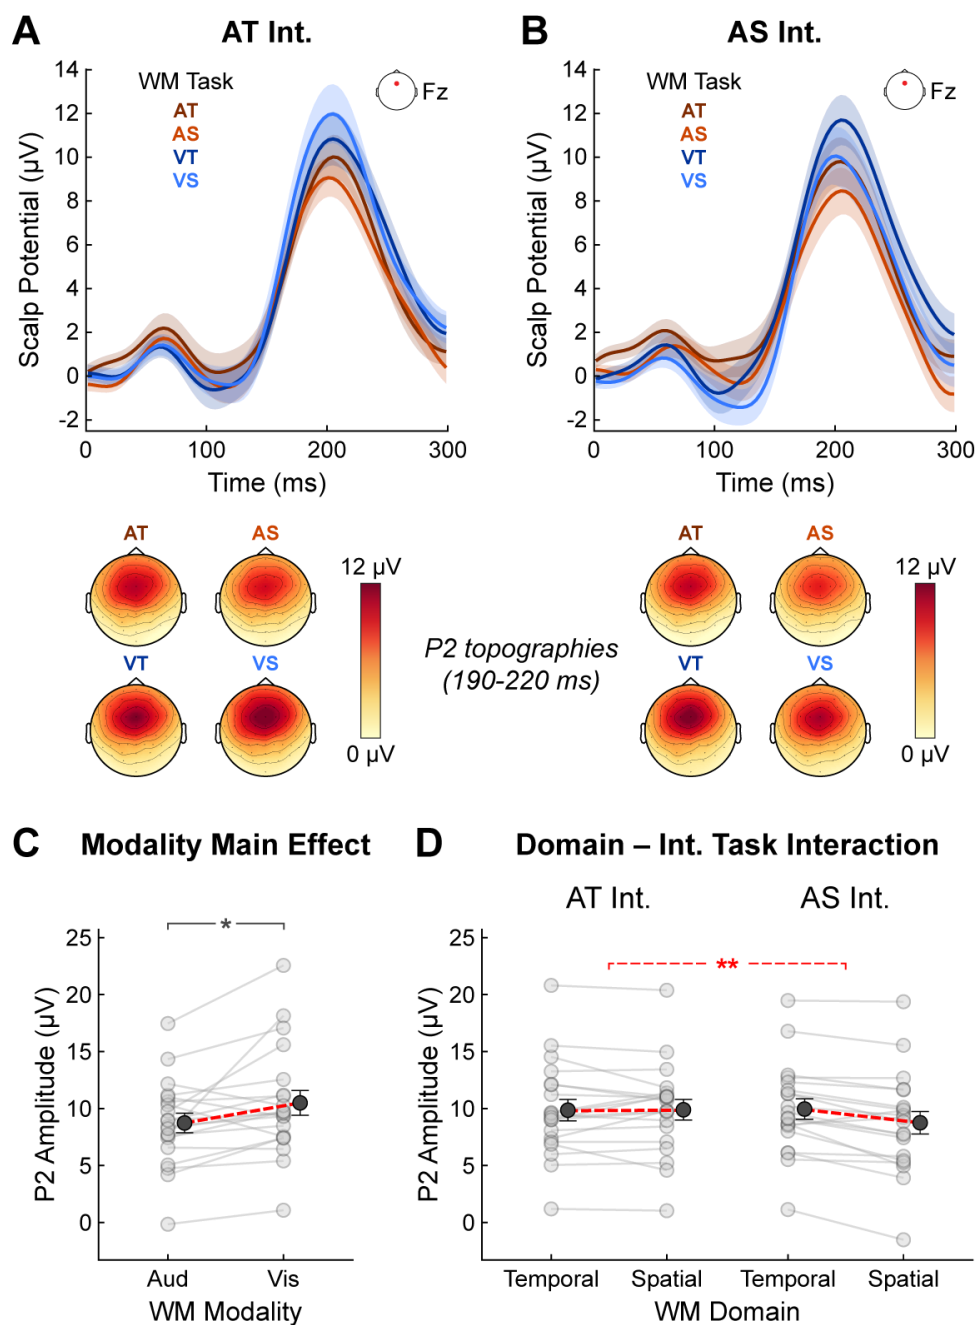 A
AT Int.
14
12
10
8
6
4
2
0
-2
Scalp Potential (µV)
WM Task
AT
AS
VT
VS
Fz
0
100
200
300
Time (ms)
B
AS Int.
14
12
10
8
6
4
2
0
-2
Scalp Potential (µV)
WM Task
AT
AS
VT
VS
Fz
0
100
200
300
Time (ms)
AT
AS
VT
VS
12 µV
0 µV
P2 topographies
(190-220 ms)
AT
AS
VT
VS
12 µV
0 µV
C
Modality Main Effect
*
25
20
15
10
5
0
P2 Amplitude (µV)
Aud
Vis
WM Modality
D
Domain – Int. Task Interaction
AT Int.
AS Int.
**
25
20
15
10
5
0
P2 Amplitude (µV)
Temporal
Spatial
Temporal
Spatial
WM Domain